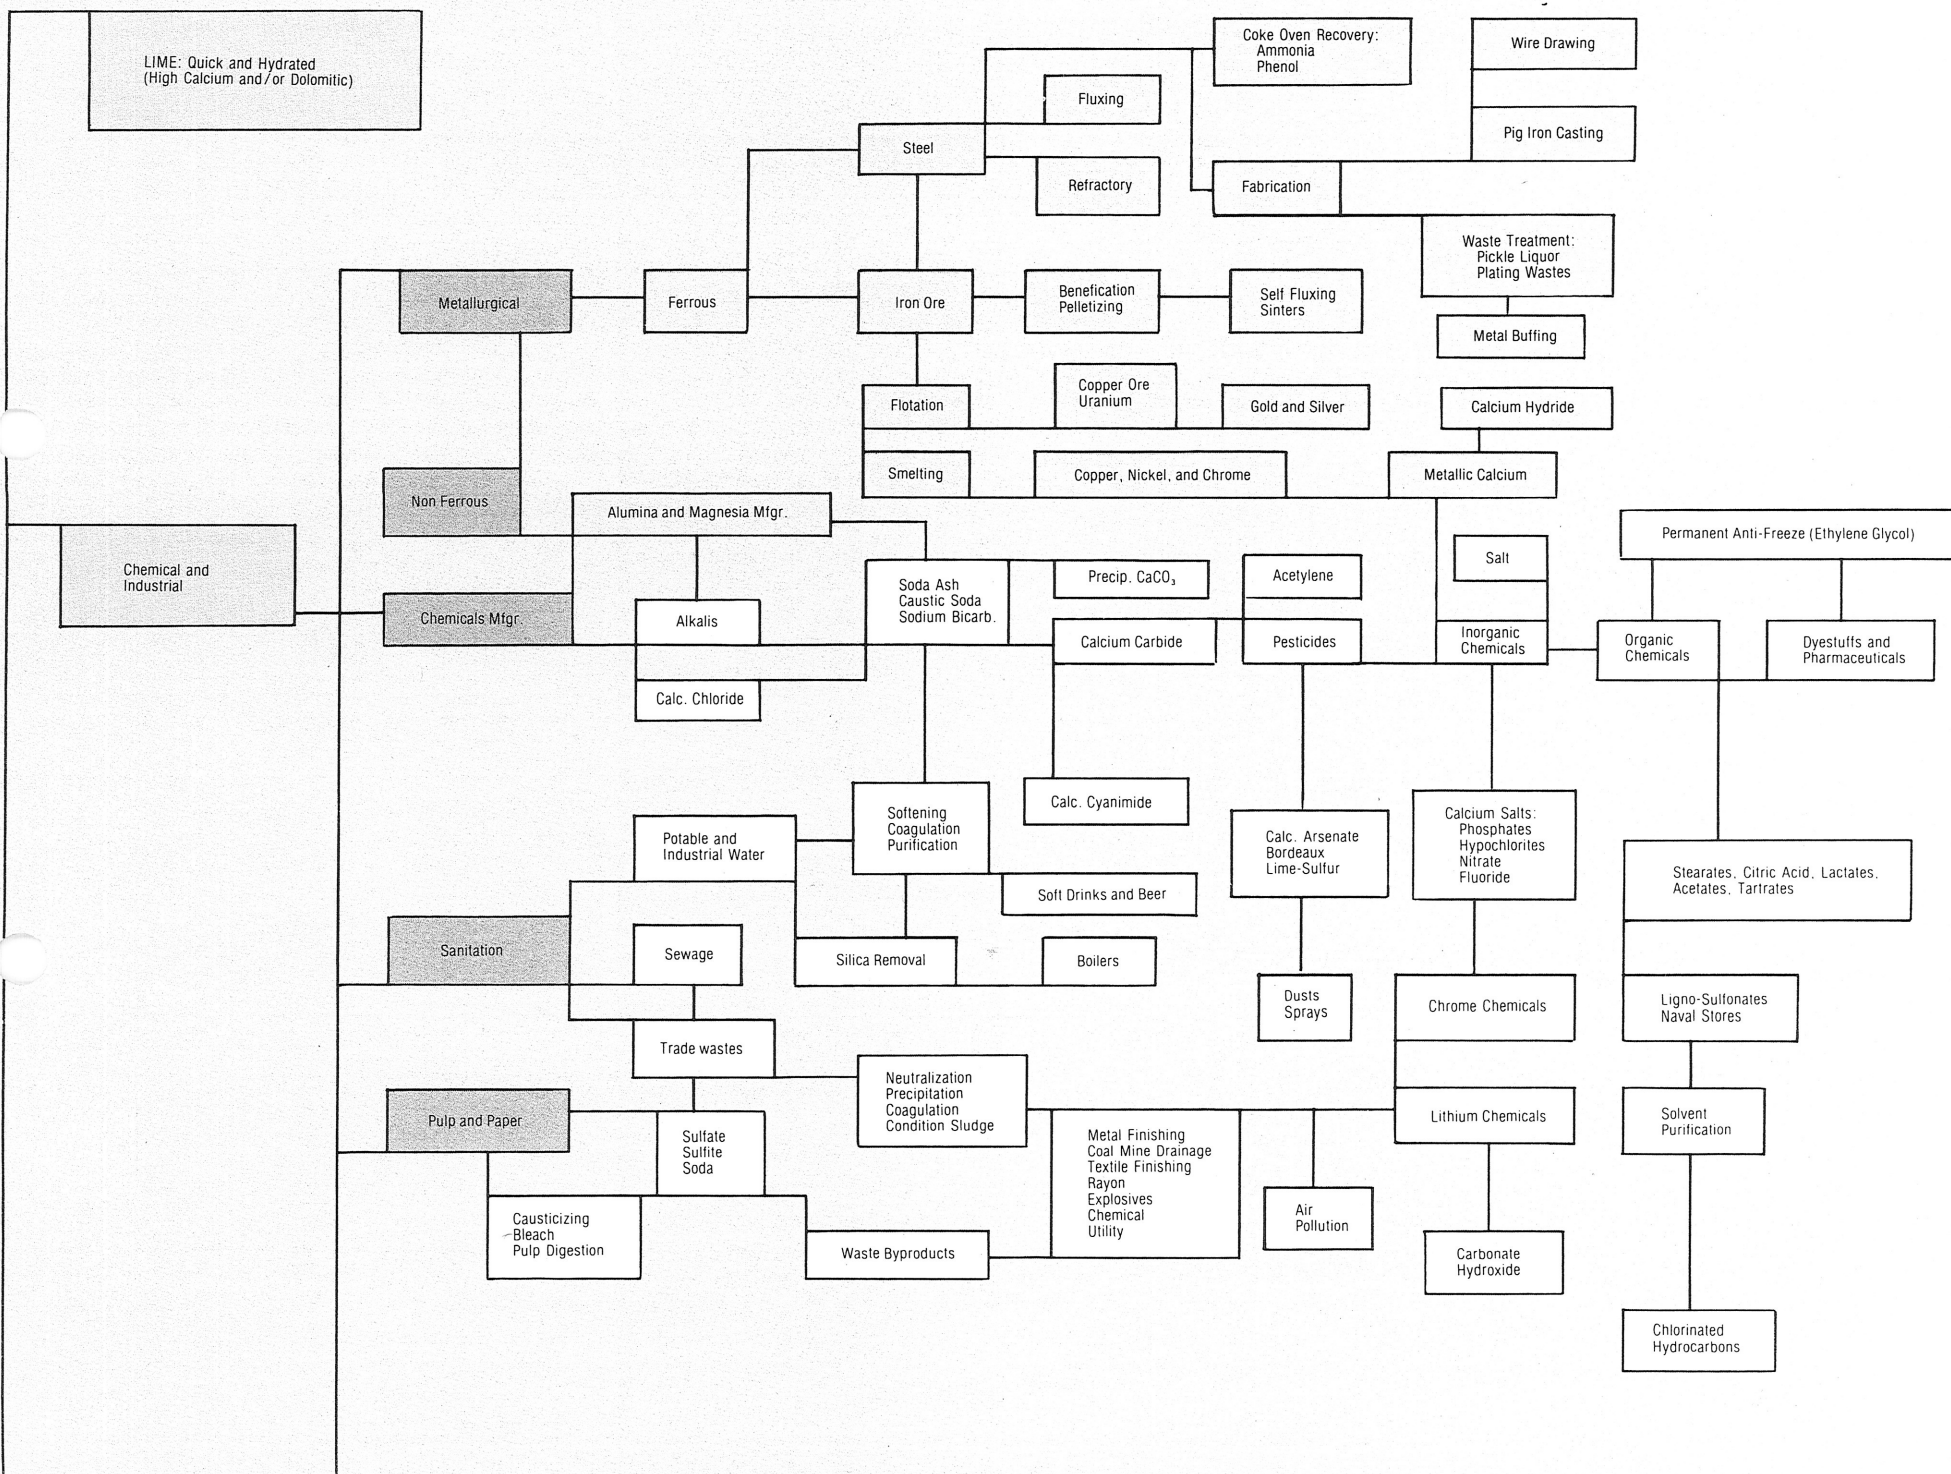 LIME: Quick and Hydrated
(High Calcium and/or Dolomitic)
Coke Oven Recovery:
Ammonia
Phenol
Wire Drawing
Fluxing
Pig Iron Casting
Steel
Refractory
Fabrication
Waste Treatment:
Pickle Liquor
Plating Wastes
Metallurgical
Ferrous
Iron Ore
Benefication
Pelletizing
Self Fluxing
Sinters
Metal Buffing
Flotation
Copper Ore
Uranium
Gold and Silver
Calcium Hydride
Smelting
Copper, Nickel, and Chrome
Metallic Calcium
Non Ferrous
Alumina and Magnesia Mfgr.
Permanent Anti-Freeze (Ethylene Glycol)
Chemical and
Industrial
Salt
Soda Ash
Caustic Soda
Sodium Bicarb.
Precip. CaCO₃
Acetylene
Chemicals Mfgr.
Alkalis
Calcium Carbide
Pesticides
Inorganic
Chemicals
Organic
Chemicals
Dyestuffs and
Pharmaceuticals
Calc. Chloride
Calc. Cyanimide
Potable and
Industrial Water
Softening
Coagulation
Purification
Calc. Arsenate
Bordeaux
Lime-Sulfur
Calcium Salts:
Phosphates
Hypochlorites
Nitrate
Fluoride
Stearates, Citric Acid, Lactates,
Acetates, Tartrates
Soft Drinks and Beer
Sanitation
Sewage
Silica Removal
Boilers
Dusts
Sprays
Chrome Chemicals
Ligno-Sulfonates
Naval Stores
Trade wastes
Neutralization
Precipitation
Coagulation
Condition Sludge
Pulp and Paper
Sulfate
Sulfite
Soda
Metal Finishing
Coal Mine Drainage
Textile Finishing
Rayon
Explosives
Chemical
Utility
Lithium Chemicals
Solvent
Purification
Air
Pollution
Causticizing
Bleach
Pulp Digestion
Waste Byproducts
Carbonate
Hydroxide
Chlorinated
Hydrocarbons